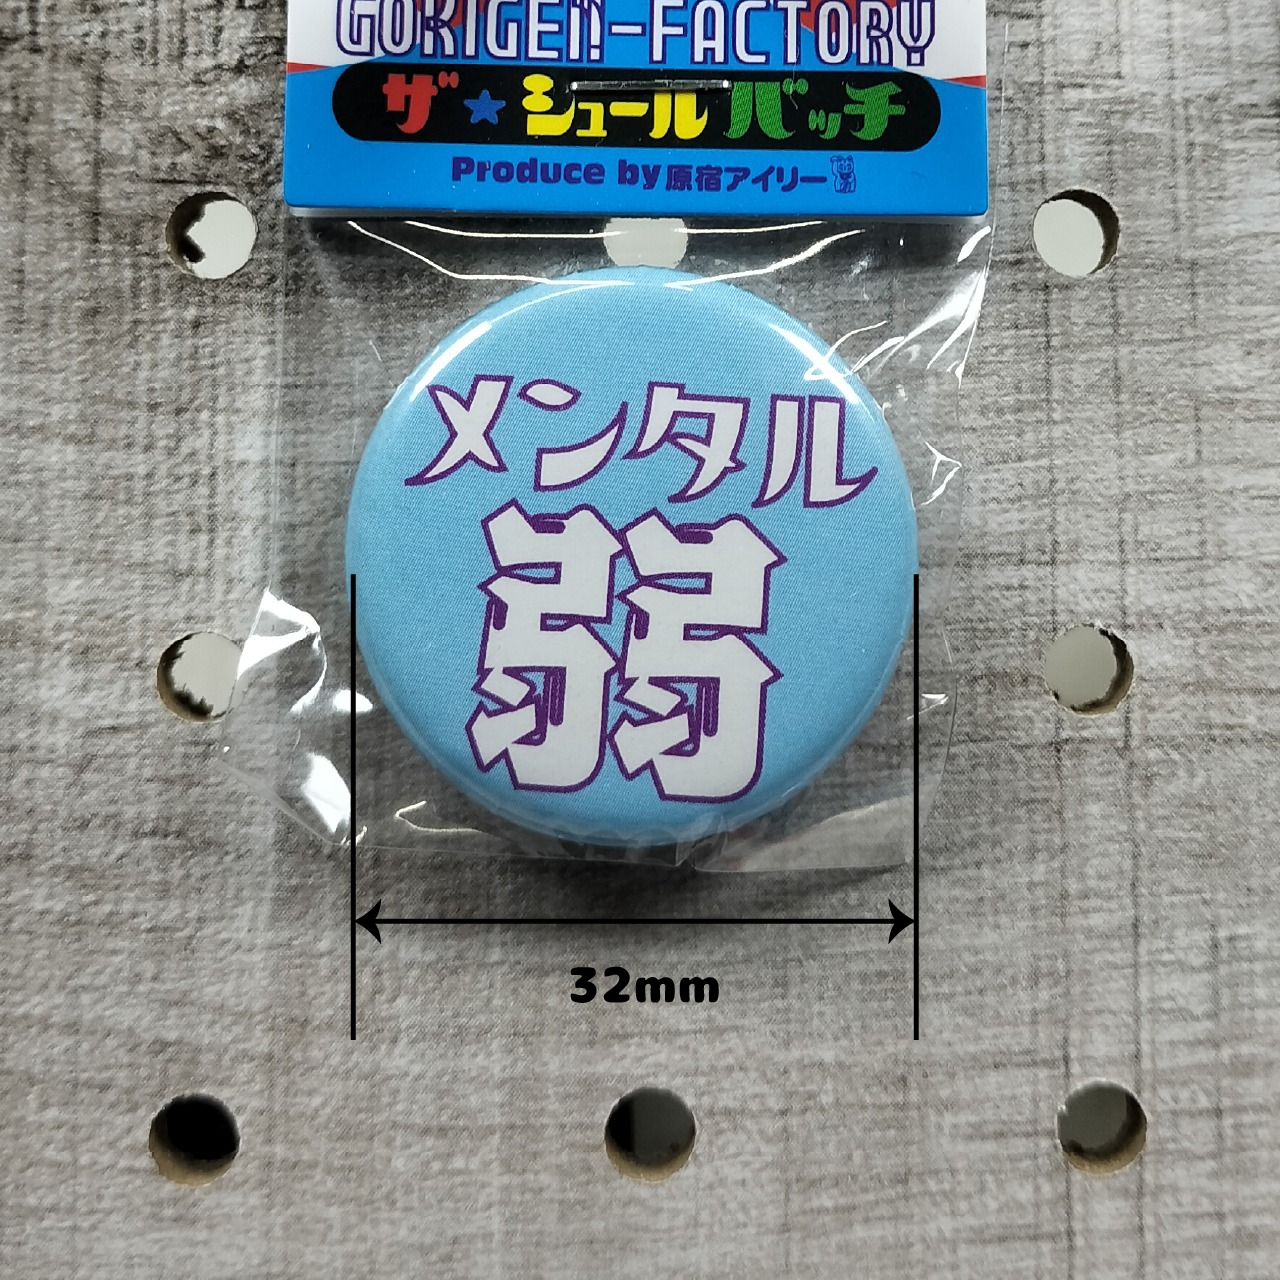 GOKIGEN-FACTORY
ザ★シュールバッチ
Produce by 原宿アイリー
メンタル
弱
32mm